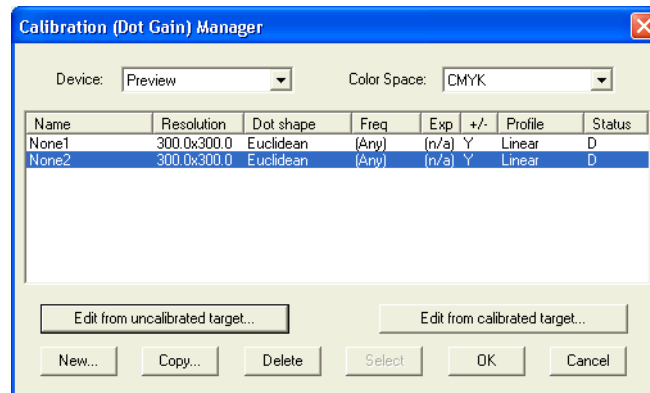 Calibration (Dot Gain) Manager
Device: Preview Color Space: CMYK
Name Resolution Dot shape Freq Exp +/- Profile Status
None1 300.0x300.0 Euclidean (Any) (n/a) Y Linear D
None2 300.0x300.0 Euclidean (Any) (n/a) Y Linear D
Edit from uncalibrated target... Edit from calibrated target...
New... Copy... Delete Select OK Cancel